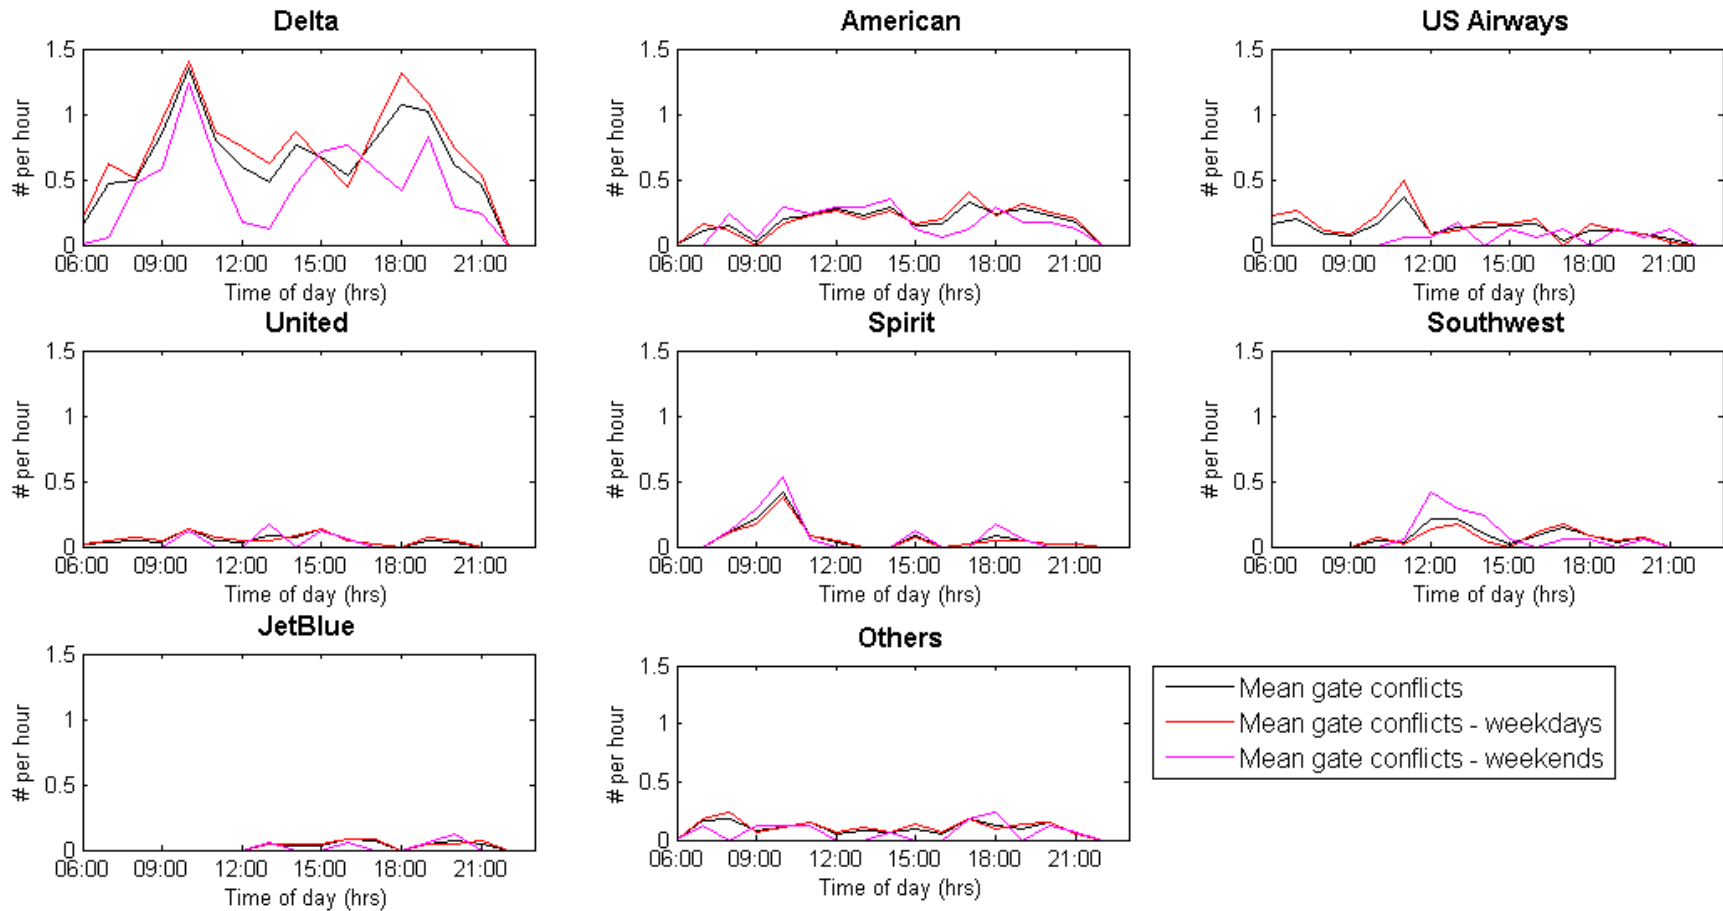 Delta
1.5
1
0.5
0
# per hour
06:00 09:00 12:00 15:00 18:00 21:00
Time of day (hrs)
American
1.5
1
0.5
0
# per hour
06:00 09:00 12:00 15:00 18:00 21:00
Time of day (hrs)
US Airways
1.5
1
0.5
0
# per hour
06:00 09:00 12:00 15:00 18:00 21:00
Time of day (hrs)
United
1.5
1
0.5
0
# per hour
06:00 09:00 12:00 15:00 18:00 21:00
Time of day (hrs)
Spirit
1.5
1
0.5
0
# per hour
06:00 09:00 12:00 15:00 18:00 21:00
Time of day (hrs)
Southwest
1.5
1
0.5
0
# per hour
06:00 09:00 12:00 15:00 18:00 21:00
Time of day (hrs)
JetBlue
1.5
1
0.5
0
# per hour
06:00 09:00 12:00 15:00 18:00 21:00
Time of day (hrs)
Others
1.5
1
0.5
0
# per hour
06:00 09:00 12:00 15:00 18:00 21:00
Time of day (hrs)
Mean gate conflicts
Mean gate conflicts - weekdays
Mean gate conflicts - weekends